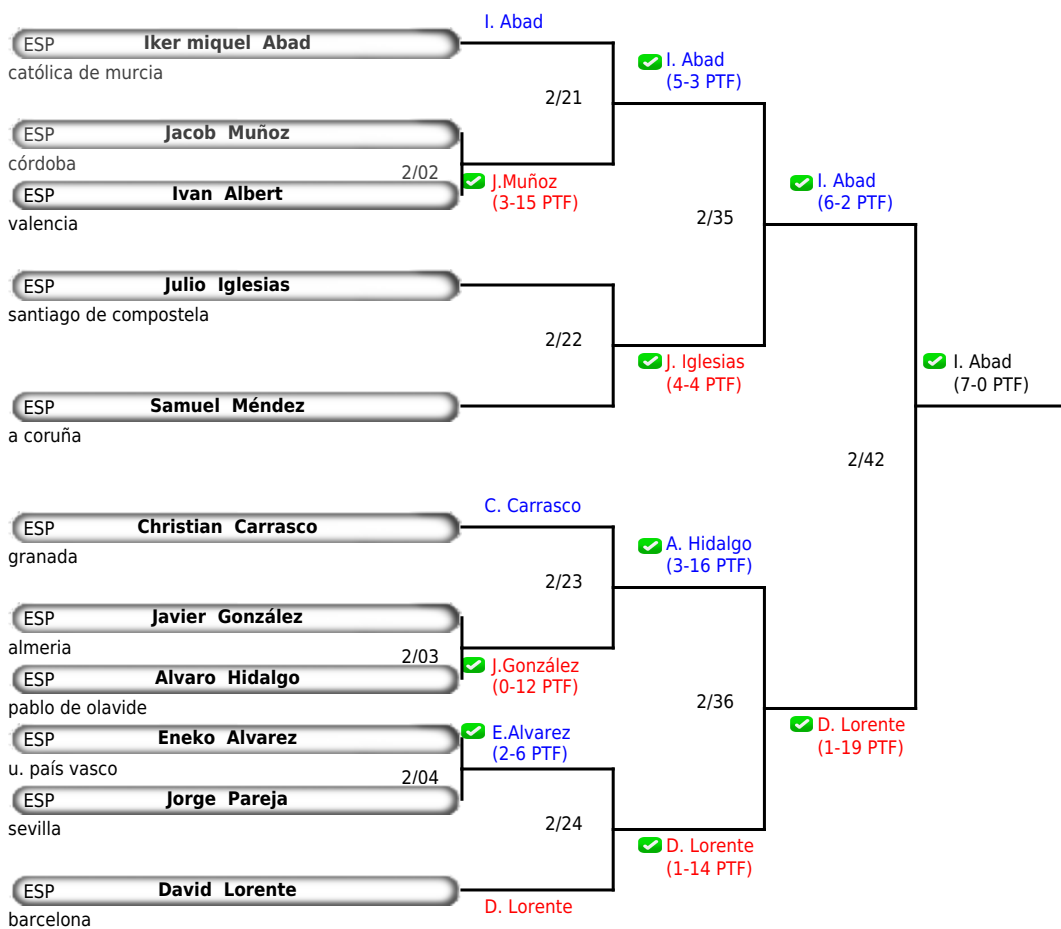 I. Abad
ESP Iker miquel Abad
católica de murcia
I. Abad
(5-3 PTF)
2/21
ESP Jacob Muñoz
córdoba
2/02
J.Muñoz
(3-15 PTF)
ESP Ivan Albert
valencia
I. Abad
(6-2 PTF)
2/35
ESP Julio Iglesias
santiago de compostela
2/22
J. Iglesias
(4-4 PTF)
I. Abad
(7-0 PTF)
ESP Samuel Méndez
a coruña
2/42
C. Carrasco
ESP Christian Carrasco
granada
A. Hidalgo
(3-16 PTF)
2/23
ESP Javier González
almeria
2/03
J.González
(0-12 PTF)
ESP Alvaro Hidalgo
pablo de olavide
2/36
D. Lorente
(1-19 PTF)
ESP Eneko Alvarez
u. país vasco
E.Alvarez
(2-6 PTF)
2/04
ESP Jorge Pareja
sevilla
2/24
D. Lorente
(1-14 PTF)
ESP David Lorente
barcelona
D. Lorente